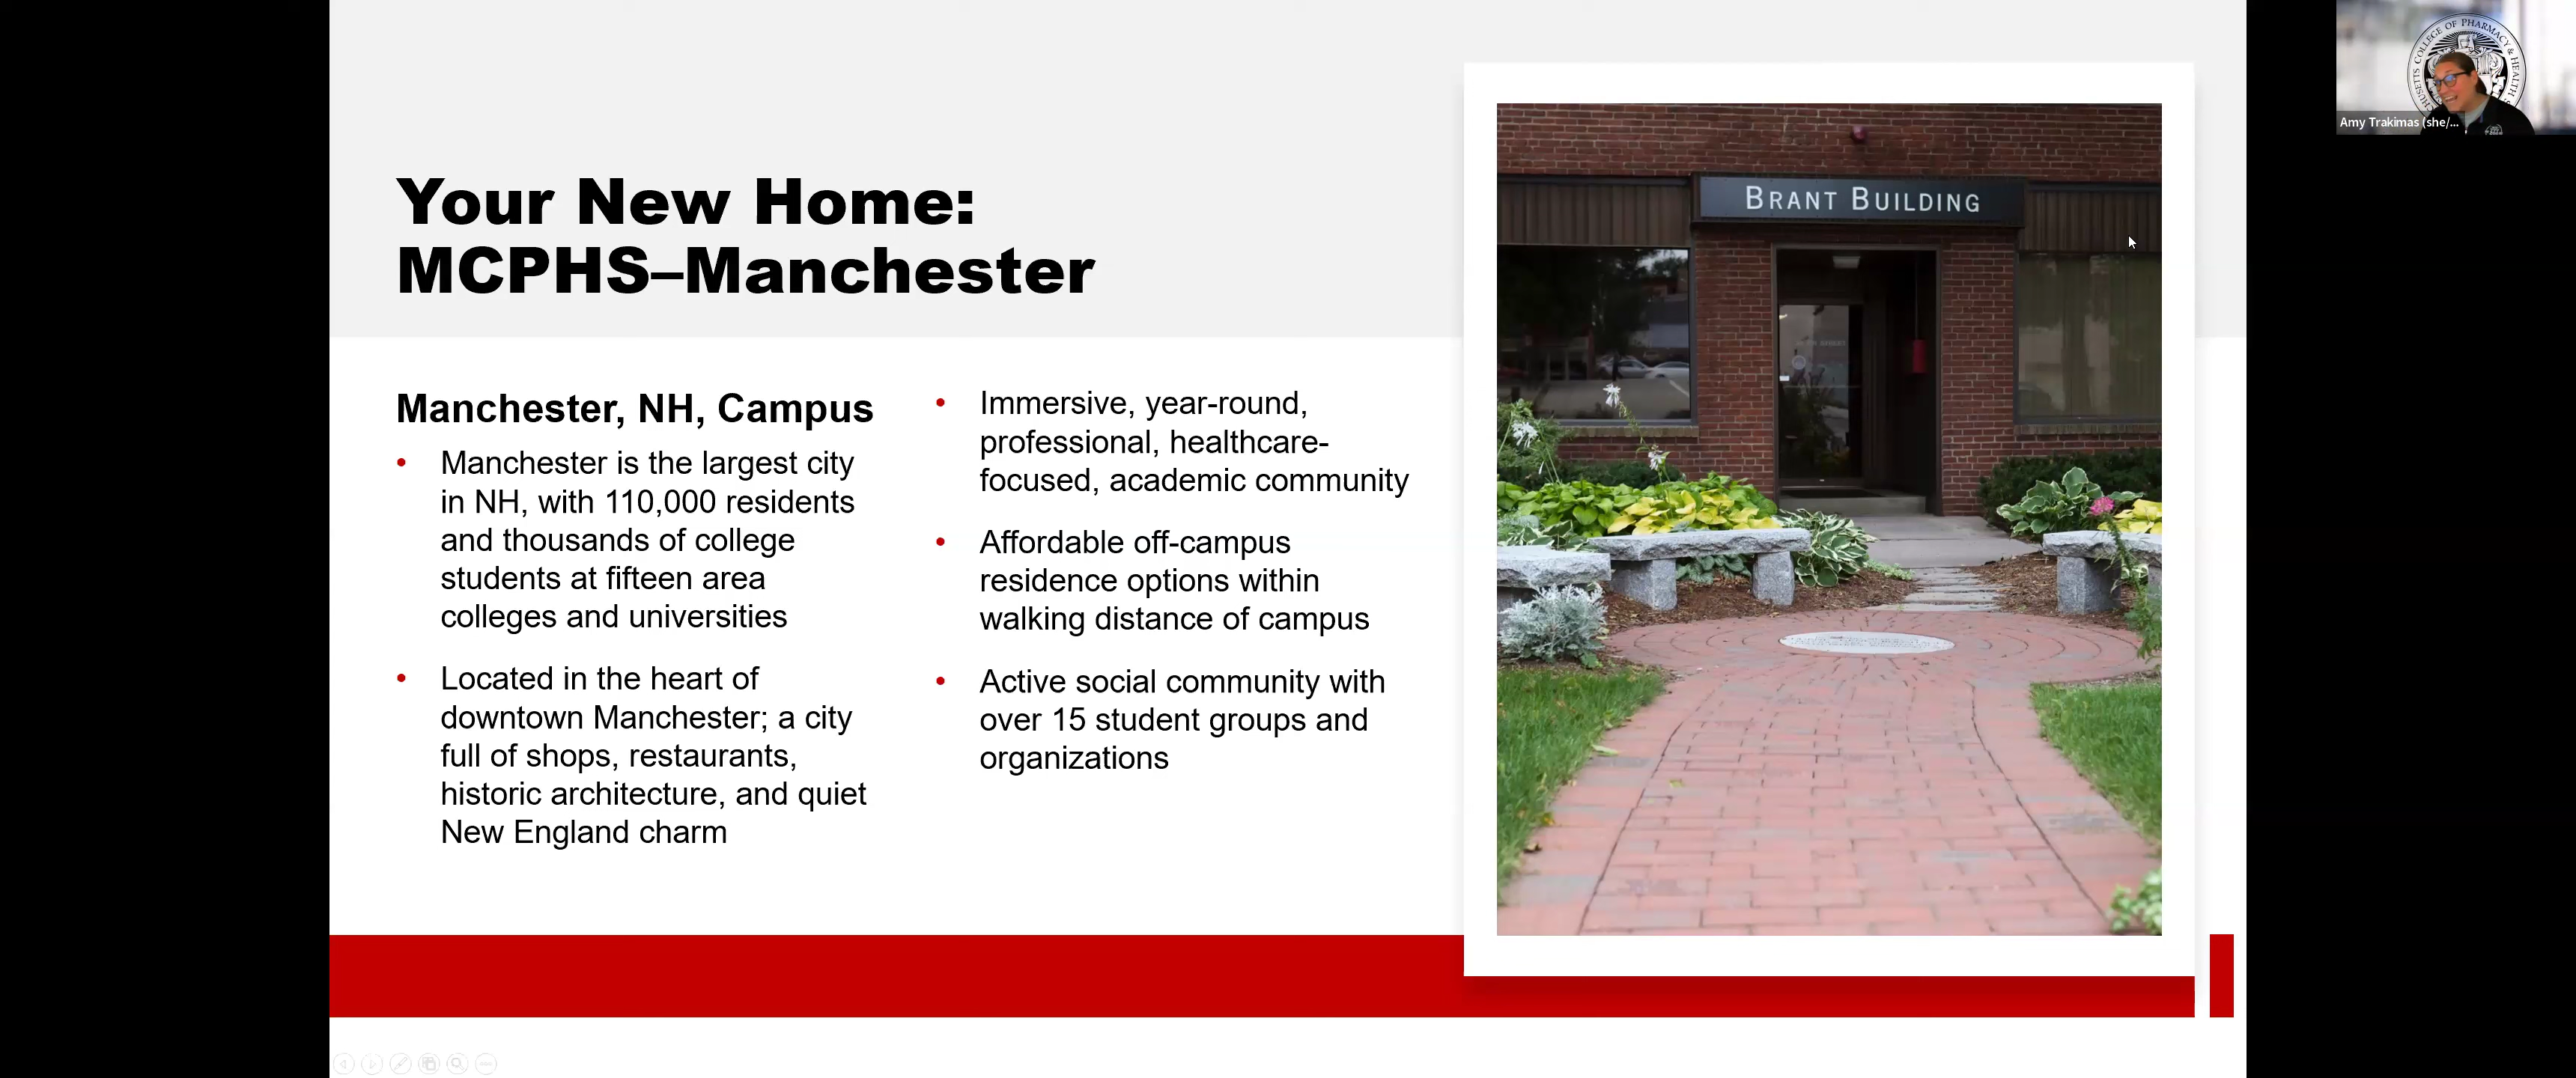 Your New Home:
MCPHS–Manchester
Manchester, NH, Campus
• Manchester is the largest city
in NH, with 110,000 residents
and thousands of college
students at fifteen area
colleges and universities
• Located in the heart of
downtown Manchester; a city
full of shops, restaurants,
historic architecture, and quiet
New England charm
• Immersive, year-round,
professional, healthcare-
focused, academic community
• Affordable off-campus
residence options within
walking distance of campus
• Active social community with
over 15 student groups and
organizations
BRANT BUILDING
COLLEGE OF PHARMACY & HEALTH
Amy Trakimas (she/...